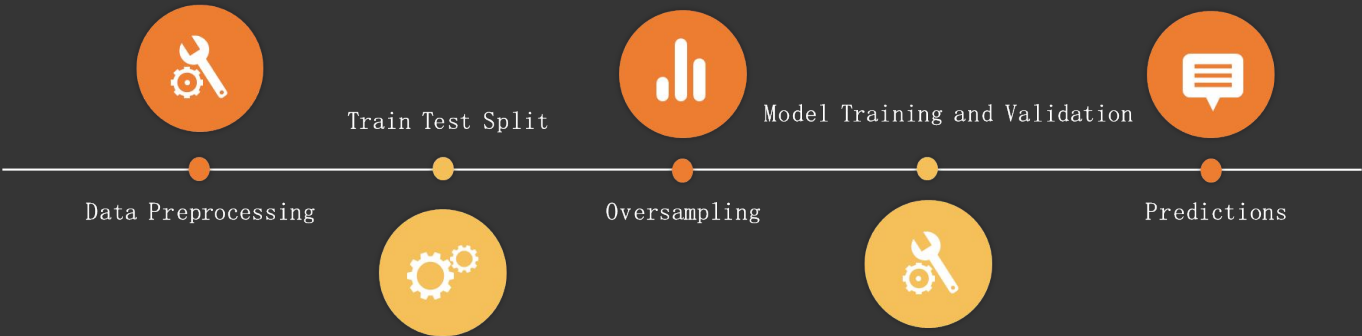 Data Preprocessing
Train Test Split
Oversampling
Model Training and Validation
Predictions